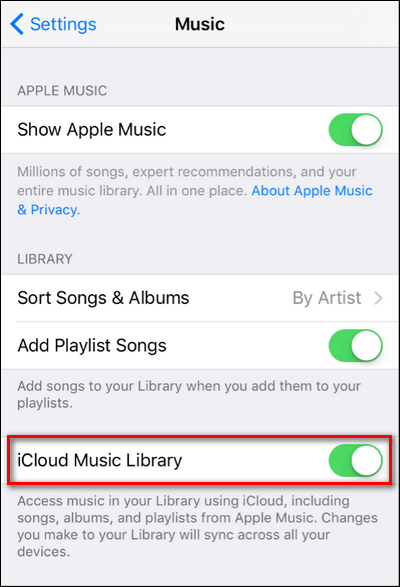 Settings
Music
APPLE MUSIC
Show Apple Music
Millions of songs, expert recommendations, and your
entire music library. All in one place. About Apple Music
& Privacy.
LIBRARY
Sort Songs & Albums By Artist
Add Playlist Songs
Add songs to your Library when you add them to your
playlists.
iCloud Music Library
Access music in your Library using iCloud, including
songs, albums, and playlists from Apple Music. Changes
you make to your Library will sync across all your
devices.